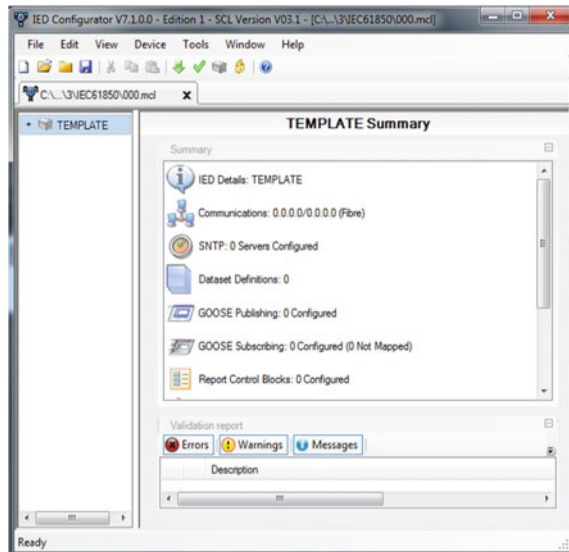 IED Configurator V7.1.0.0 - Edition 1 - SCL Version V03.1 - [C:\...\3\IEC61850\000.mcl]
File Edit View Device Tools Window Help
C:\...\3\IEC61850\000.mcl x
TEMPLATE
TEMPLATE Summary
Summary
IED Details: TEMPLATE
Communications: 0.0.0.0/0.0.0.0 (Fibre)
SNTP: 0 Servers Configured
Dataset Definitions: 0
GOOSE Publishing: 0 Configured
GOOSE Subscribing: 0 Configured (0 Not Mapped)
Report Control Blocks: 0 Configured
Validation report
Errors Warnings Messages
Description
Ready